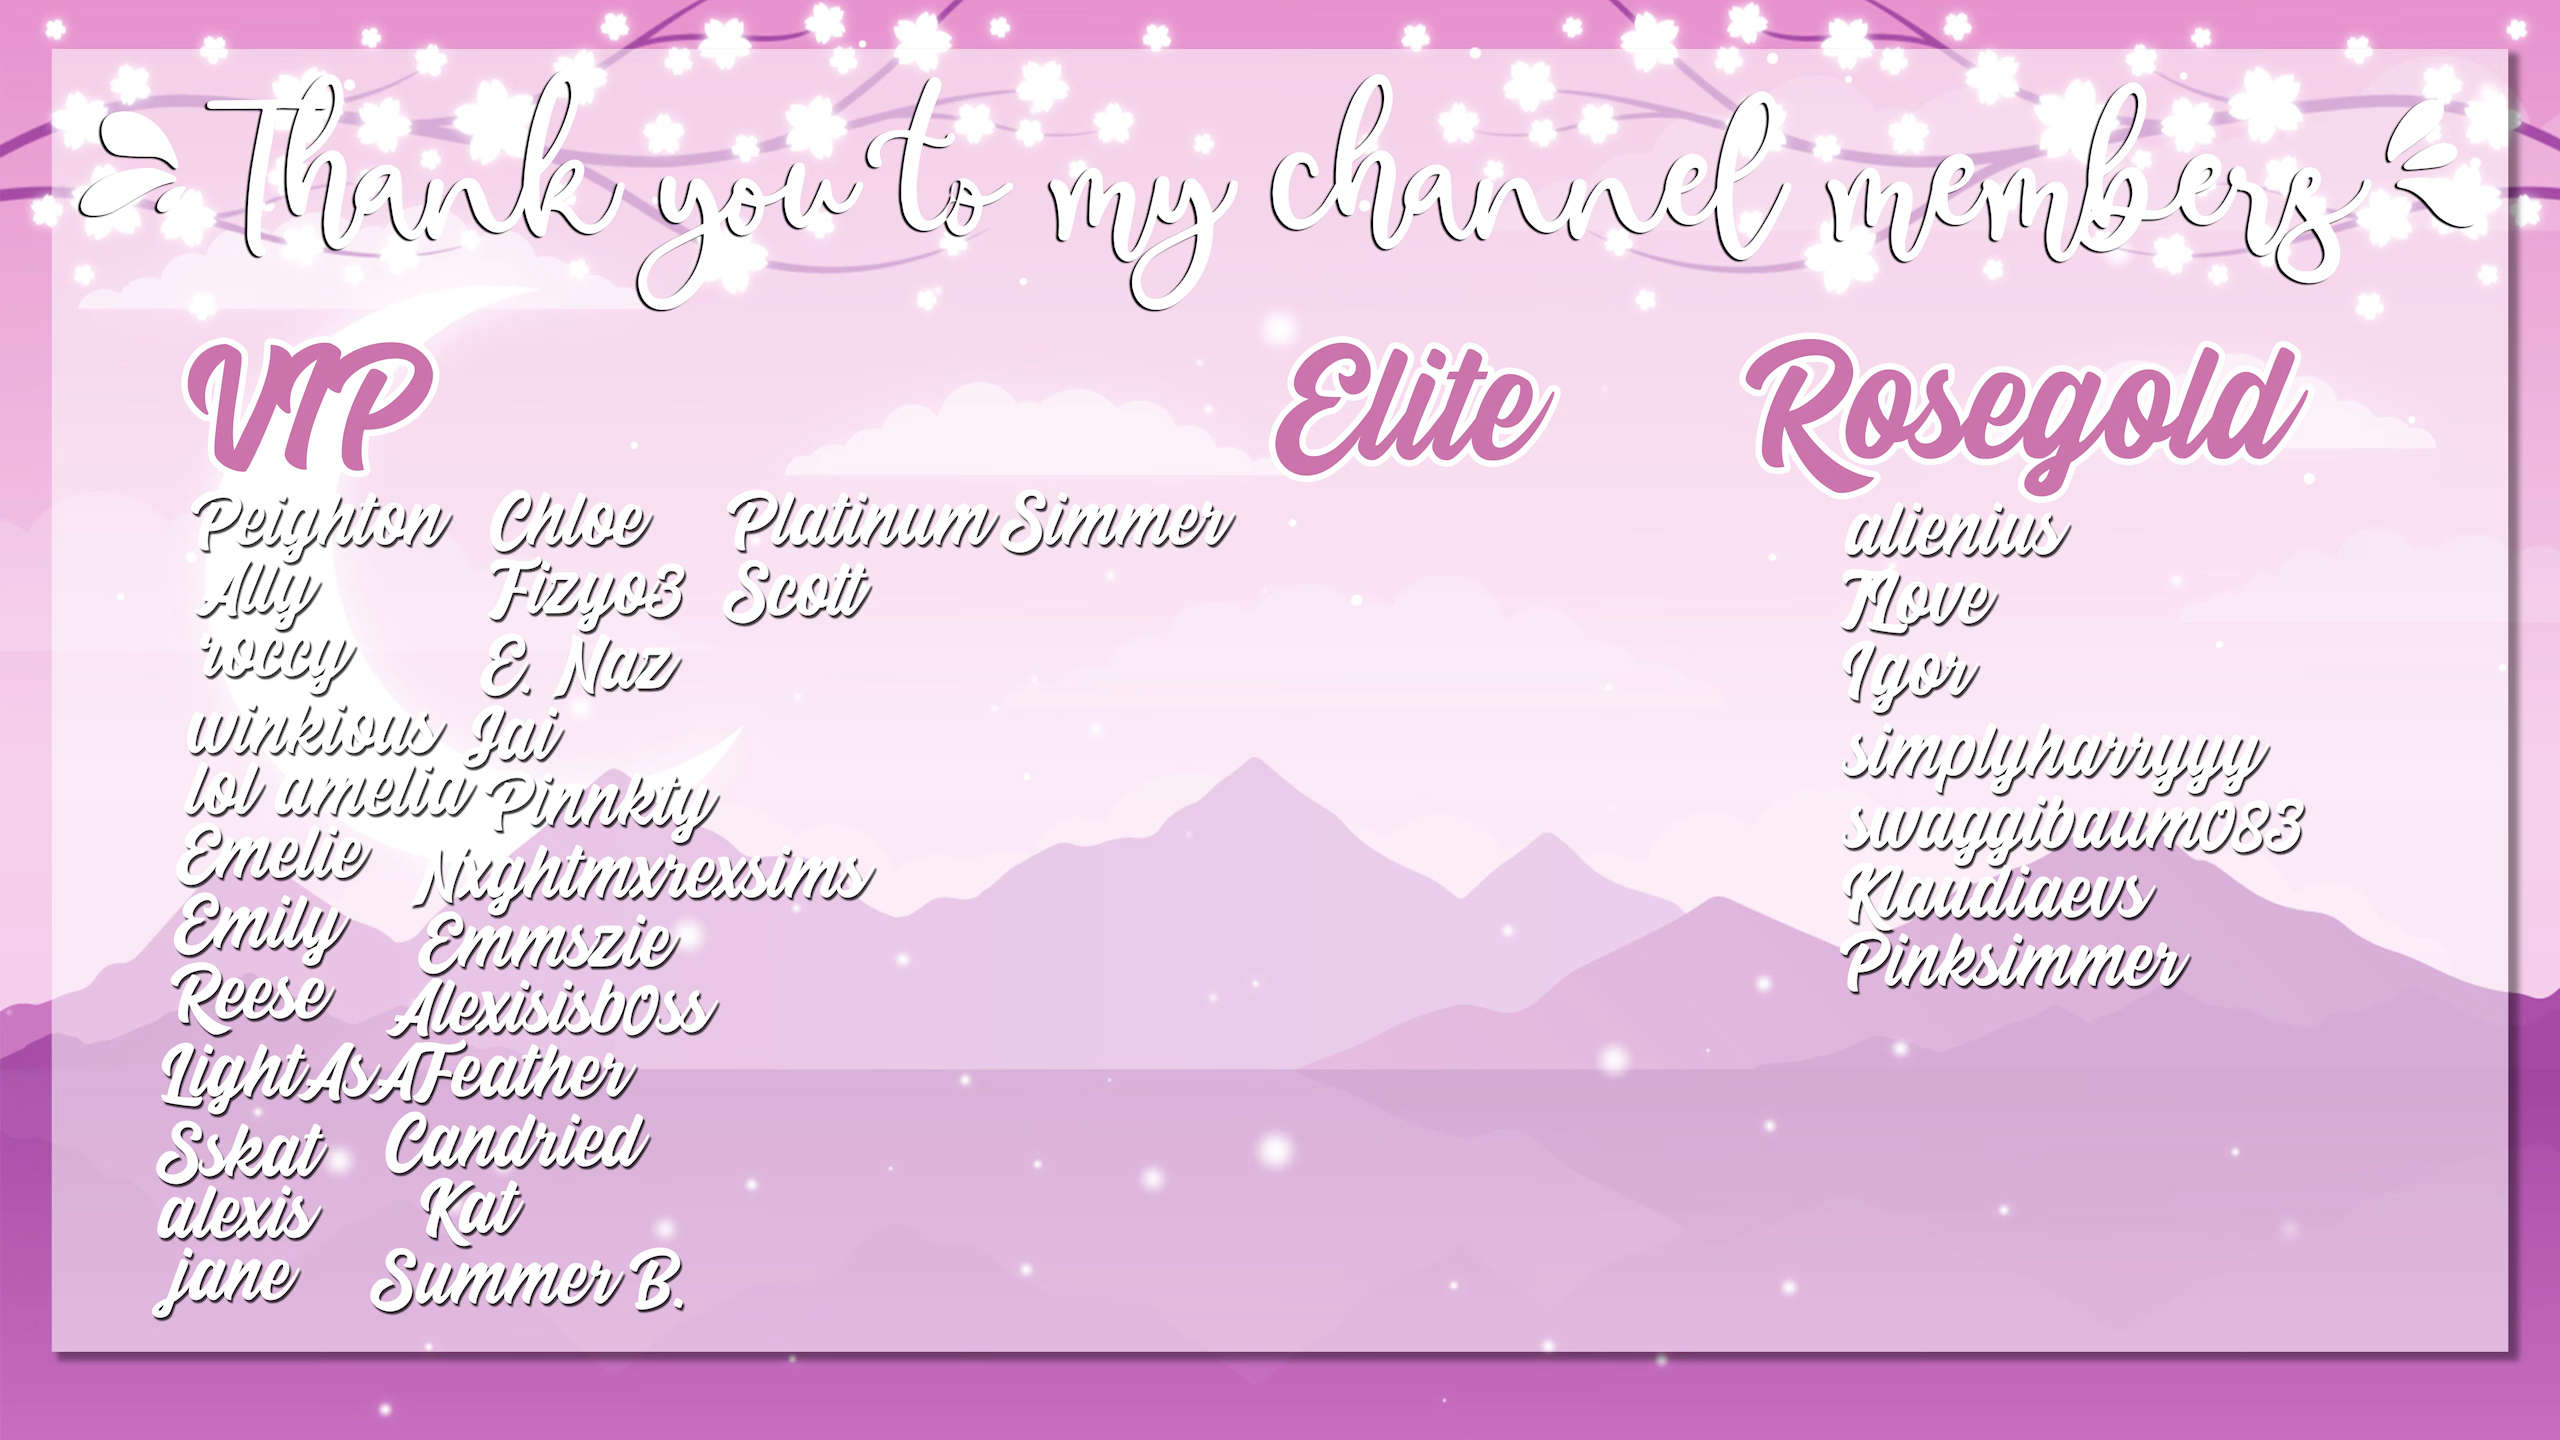 Thank you to my channel members
VIP
Peighton
Ally
roccy
winkious
lol amelia
Emelie
Emily
Reese
LightAsAFeather
Sskat
alexis
jane
Chloe
Fizyo3
E. Naz
Jai
Pinnkty
Nxghtmxrexsims
Emmszie
Alexisisb0ss
Candried
Kat
Summer B.
Platinum Simmer
Scott
Elite
Rosegold
alienius
TLove
Igor
simplyharryyy
swaggibaum083
Klaudiaevs
Pinksimmer